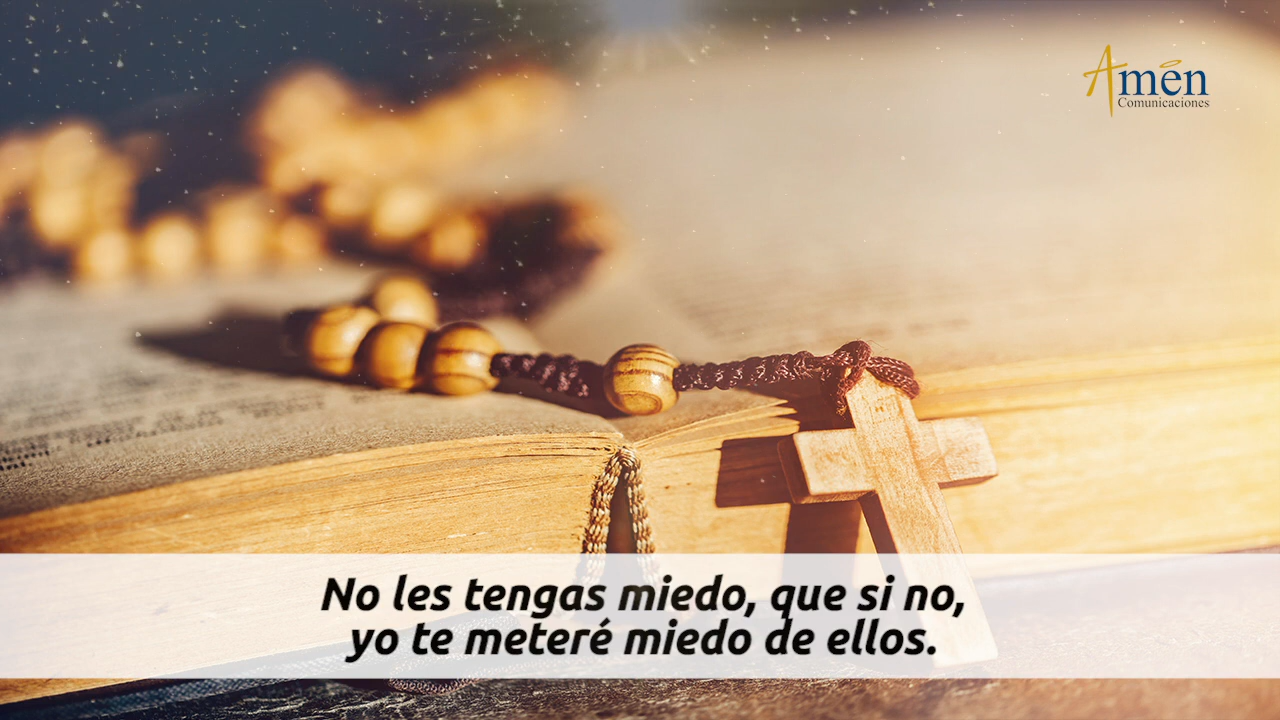 Amén
Comunicaciones
No les tengas miedo, que si no,
yo te meteré miedo de ellos.